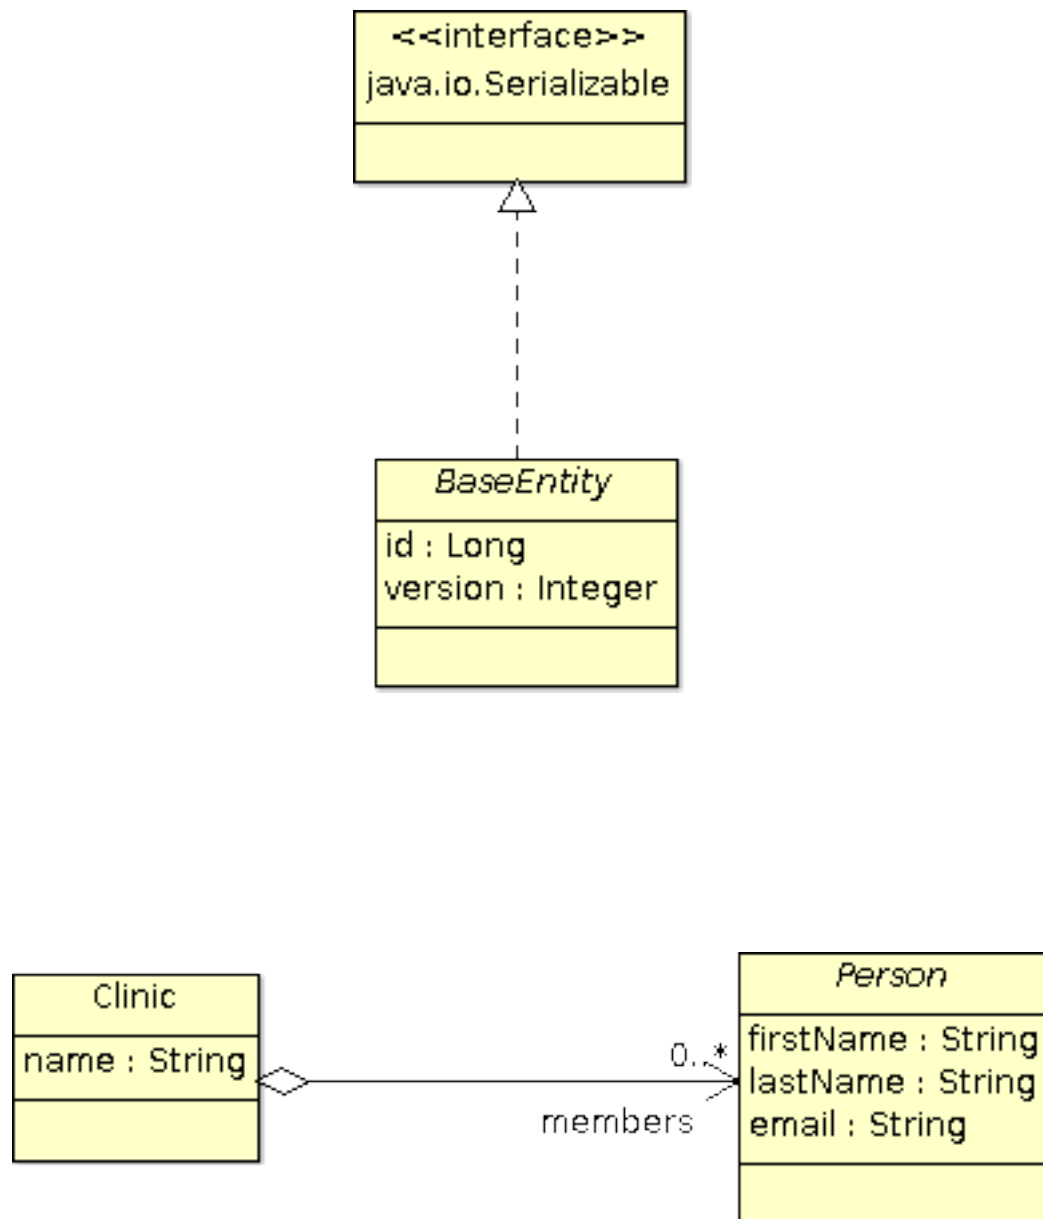 <<interface>>
java.io.Serializable
BaseEntity
id : Long
version : Integer
Clinic
name : String
0..*
members
Person
firstName : String
lastName : String
email : String